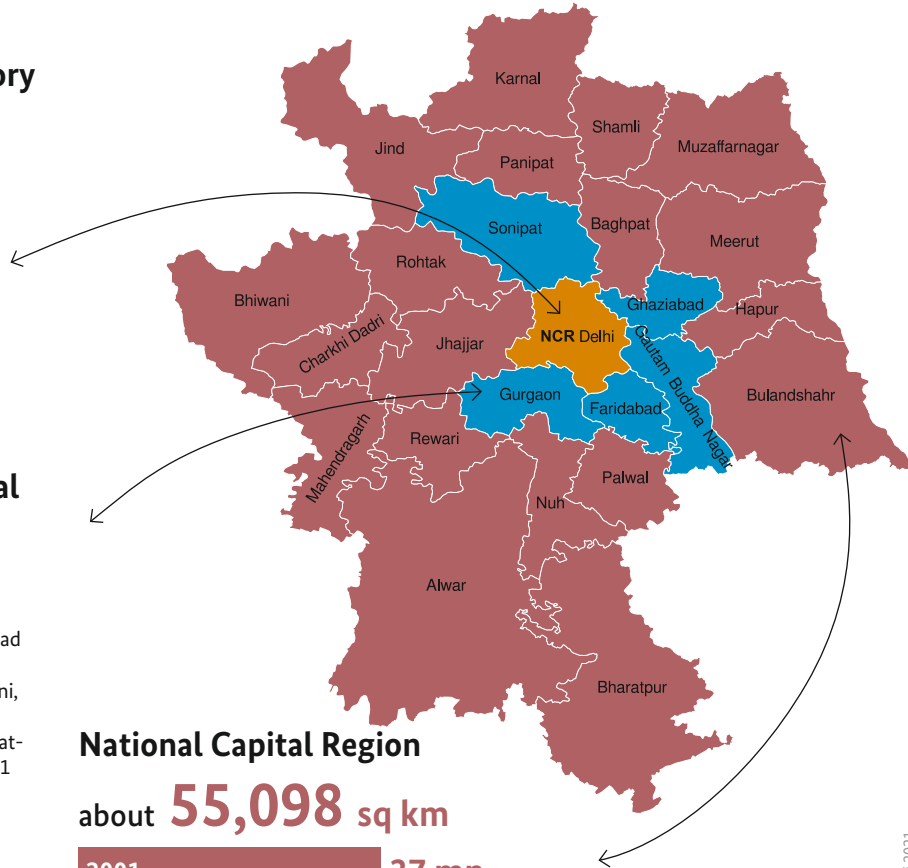 ory
Karnal
Shamli
Muzaffarnagar
Jind
Panipat
Sonipat
Baghpat
Meerut
Rohtak
Bhiwani
Ghaziabad
Hapur
Charkhi Dadri
Jhajjar
NCR Delhi
Gautam Buddha Nagar
Gurgaon
Faridabad
Bulandshahr
Mahendragarh
Rewari
al
Nuh
Palwal
Alwar
ad
ni,
Bharatpur
at-
1
National Capital Region
about 55,098 sq km